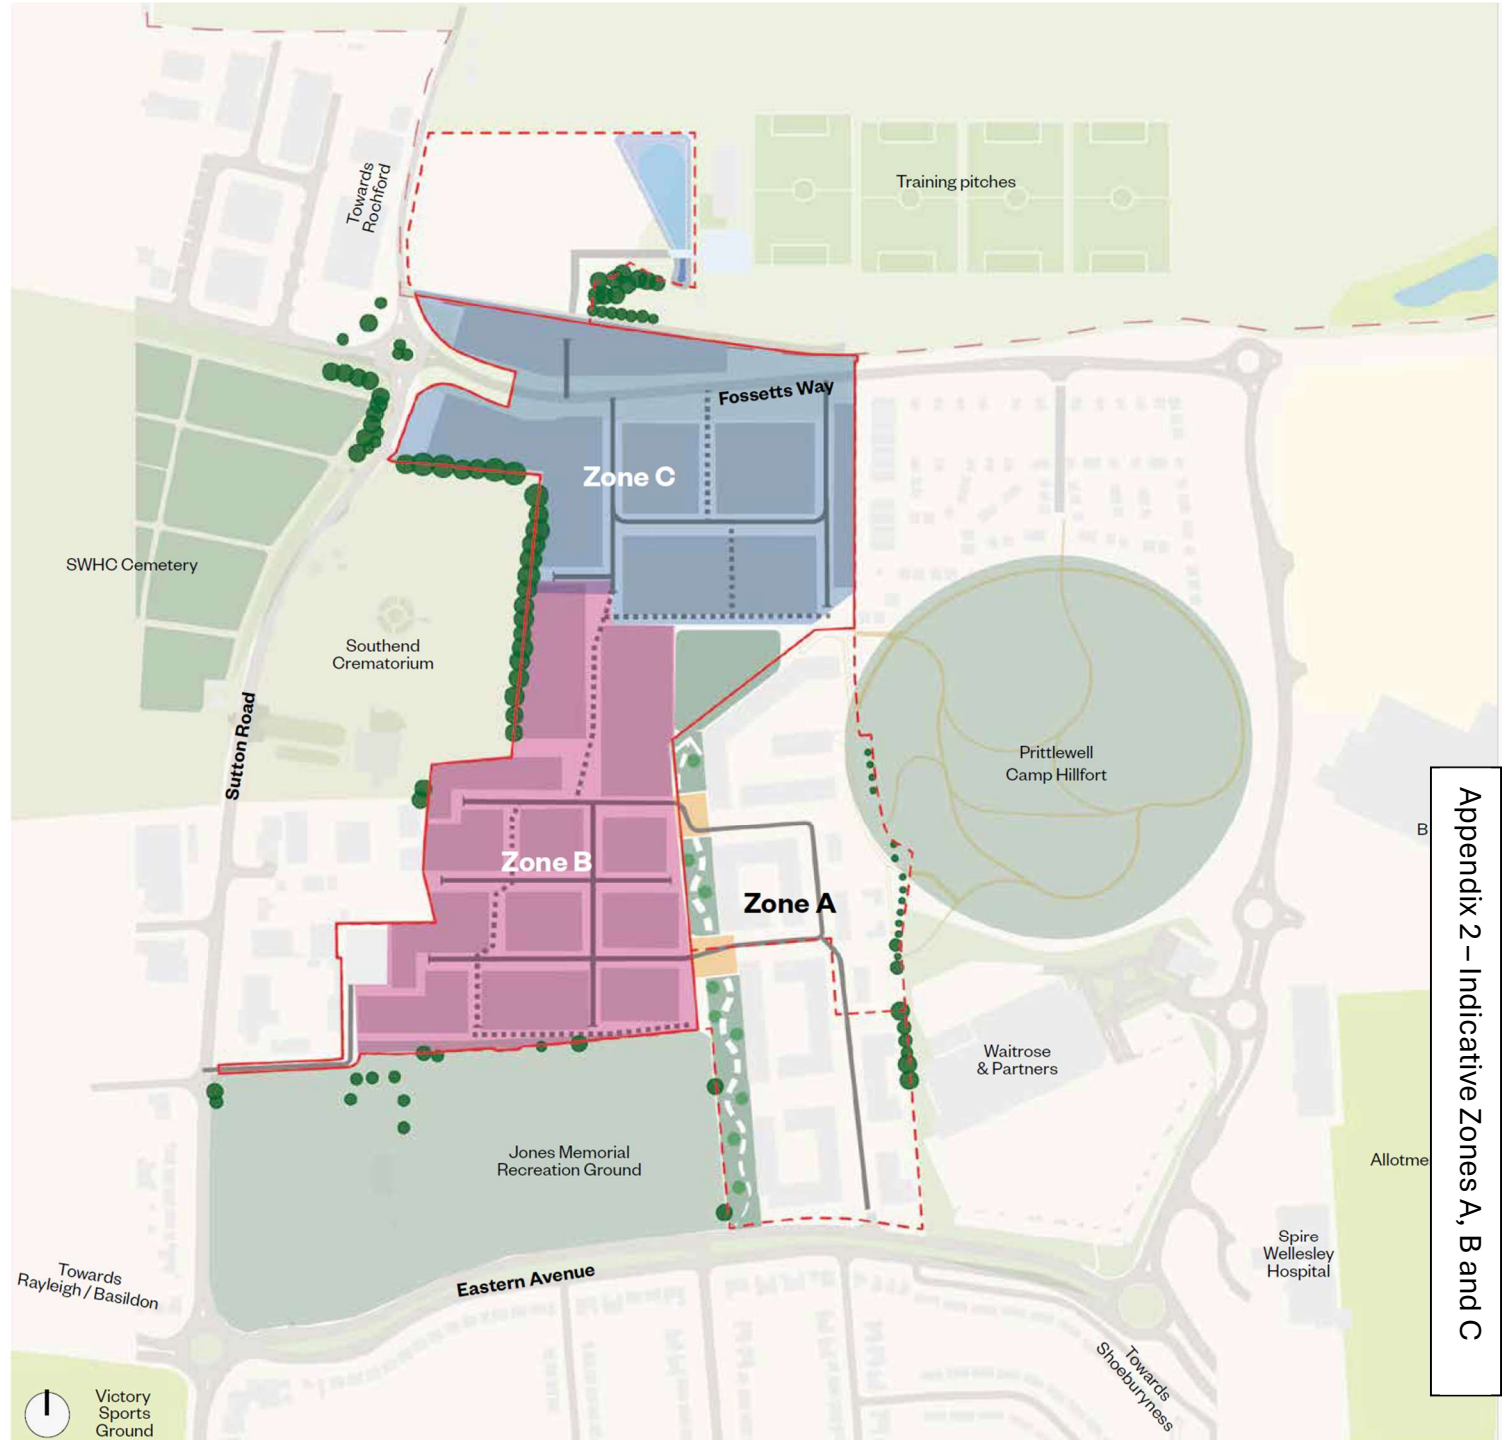 Towards
Rochford
Training pitches
Fossetts Way
Zone C
SWHC Cemetery
Southend
Crematorium
Sutton Road
Prittlewell
Camp Hillfort
B
Zone B
Zone A
Waitrose
& Partners
Jones Memorial
Recreation Ground
Allotme
Spire
Wellesley
Hospital
Eastern Avenue
Towards
Rayleigh / Basildon
Towards
Shoeburyness
Victory
Sports
Ground
Appendix 2 – Indicative Zones A, B and C